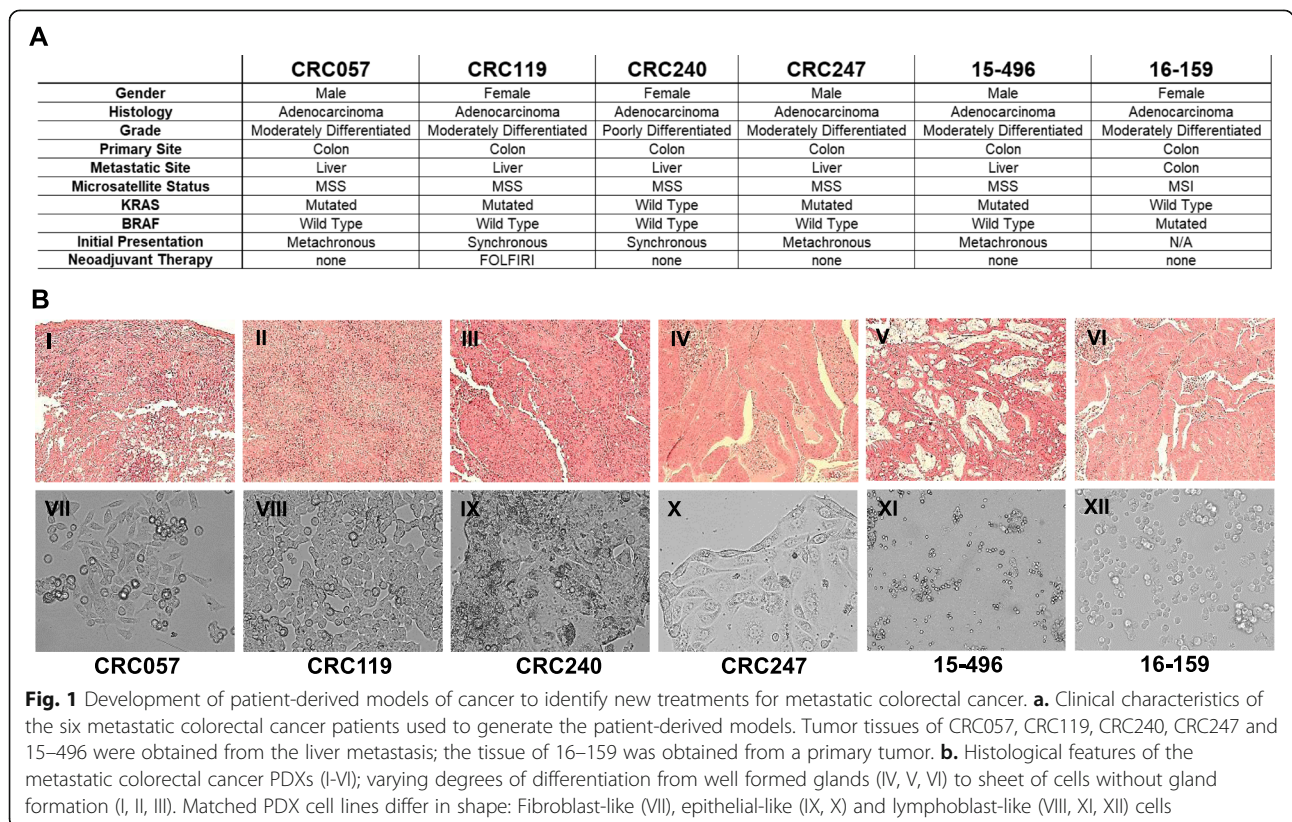 A
CRC057 CRC119 CRC240 CRC247 15-496 16-159
Gender Male Female Female Male Male Female
Histology Adenocarcinoma Adenocarcinoma Adenocarcinoma Adenocarcinoma Adenocarcinoma Adenocarcinoma
Grade Moderately Differentiated Moderately Differentiated Poorly Differentiated Moderately Differentiated Moderately Differentiated Moderately Differentiated
Primary Site Colon Colon Colon Colon Colon Colon
Metastatic Site Liver Liver Liver Liver Liver Colon
Microsatellite Status MSS MSS MSS MSS MSS MSI
KRAS Mutated Mutated Wild Type Mutated Mutated Wild Type
BRAF Wild Type Wild Type Wild Type Wild Type Wild Type Mutated
Initial Presentation Metachronous Synchronous Synchronous Metachronous Metachronous N/A
Neoadjuvant Therapy none FOLFIRI none none none none
B
I II III IV V VI
VII VIII IX X XI XII
CRC057 CRC119 CRC240 CRC247 15-496 16-159
Fig. 1 Development of patient-derived models of cancer to identify new treatments for metastatic colorectal cancer. a. Clinical characteristics of
the six metastatic colorectal cancer patients used to generate the patient-derived models. Tumor tissues of CRC057, CRC119, CRC240, CRC247 and
15–496 were obtained from the liver metastasis; the tissue of 16–159 was obtained from a primary tumor. b. Histological features of the
metastatic colorectal cancer PDXs (I-VI); varying degrees of differentiation from well formed glands (IV, V, VI) to sheet of cells without gland
formation (I, II, III). Matched PDX cell lines differ in shape: Fibroblast-like (VII), epithelial-like (IX, X) and lymphoblast-like (VIII, XI, XII) cells